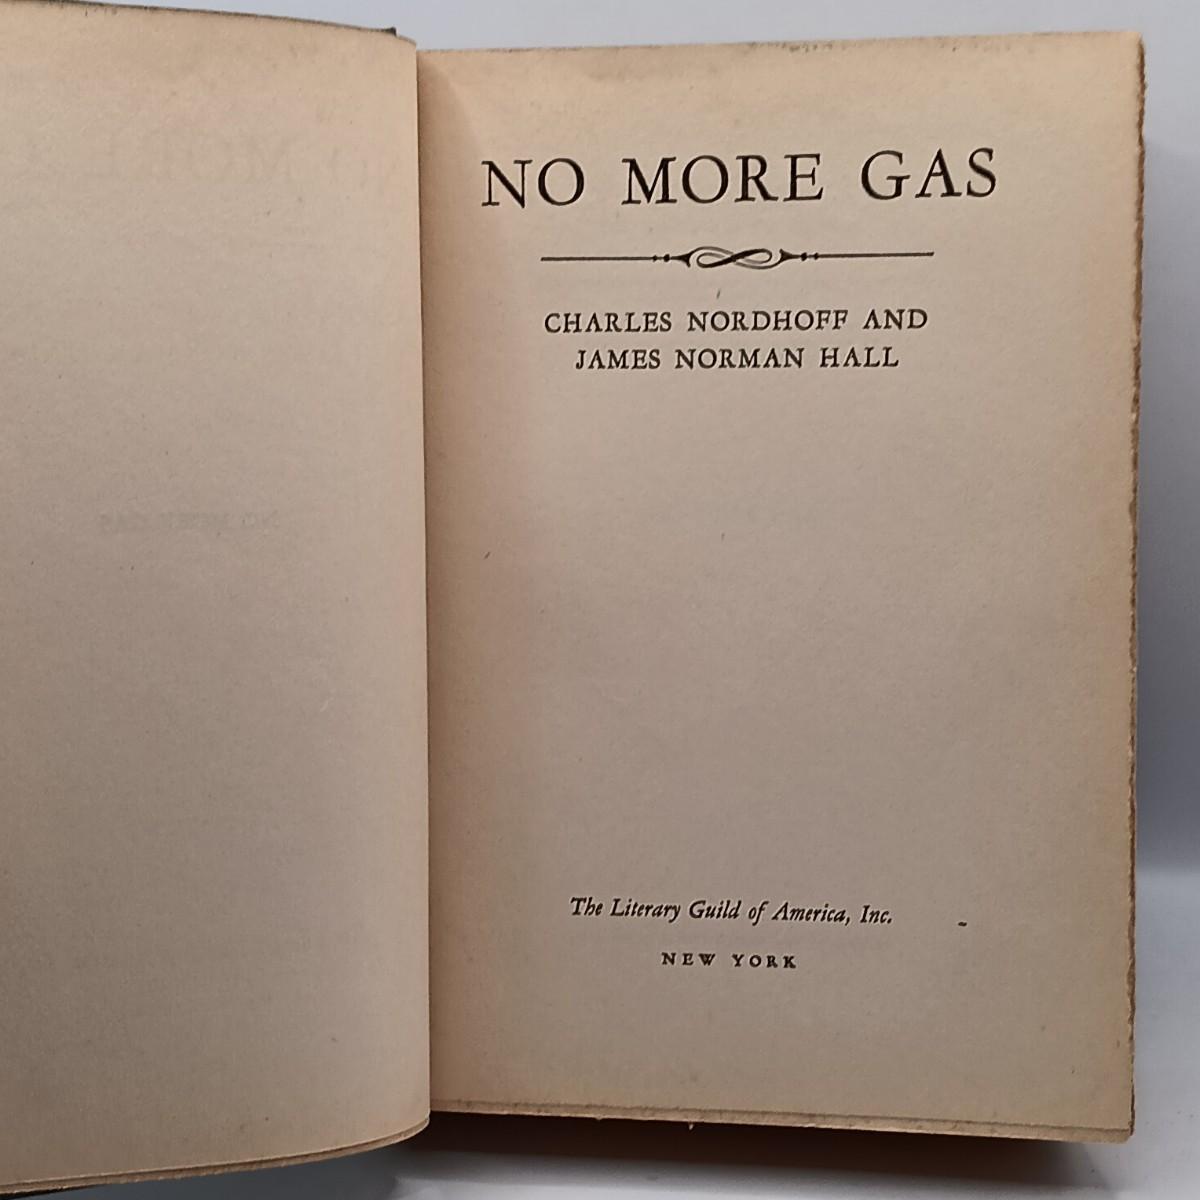 NO MORE GAS
CHARLES NORDHOFF AND
JAMES NORMAN HALL
The Literary Guild of America, Inc.
NEW YORK